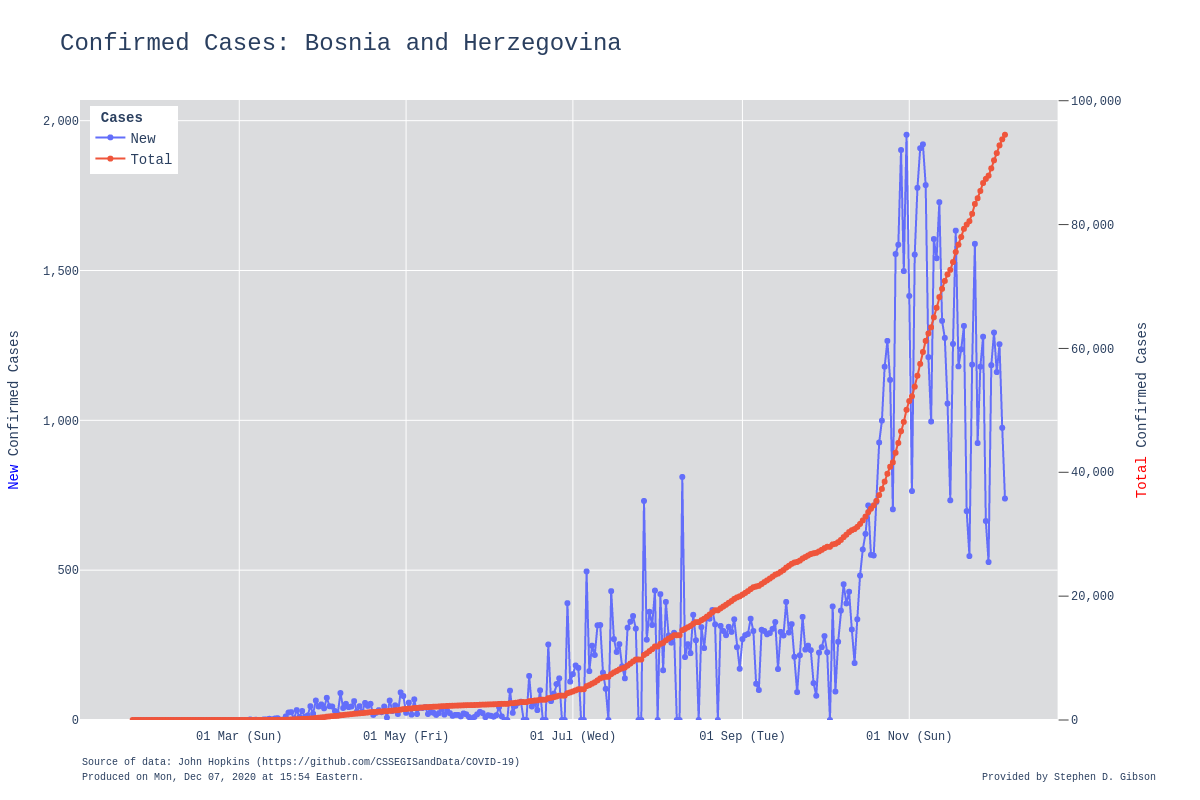 Confirmed Cases: Bosnia and Herzegovina
Cases
New
Total
2,000
1,500
1,000
500
0
New Confirmed Cases
100,000
80,000
60,000
40,000
20,000
0
Total Confirmed Cases
01 Mar (Sun)
01 May (Fri)
01 Jul (Wed)
01 Sep (Tue)
01 Nov (Sun)
Source of data: John Hopkins (https://github.com/CSSEGISandData/COVID-19)
Produced on Mon, Dec 07, 2020 at 15:54 Eastern.
Provided by Stephen D. Gibson